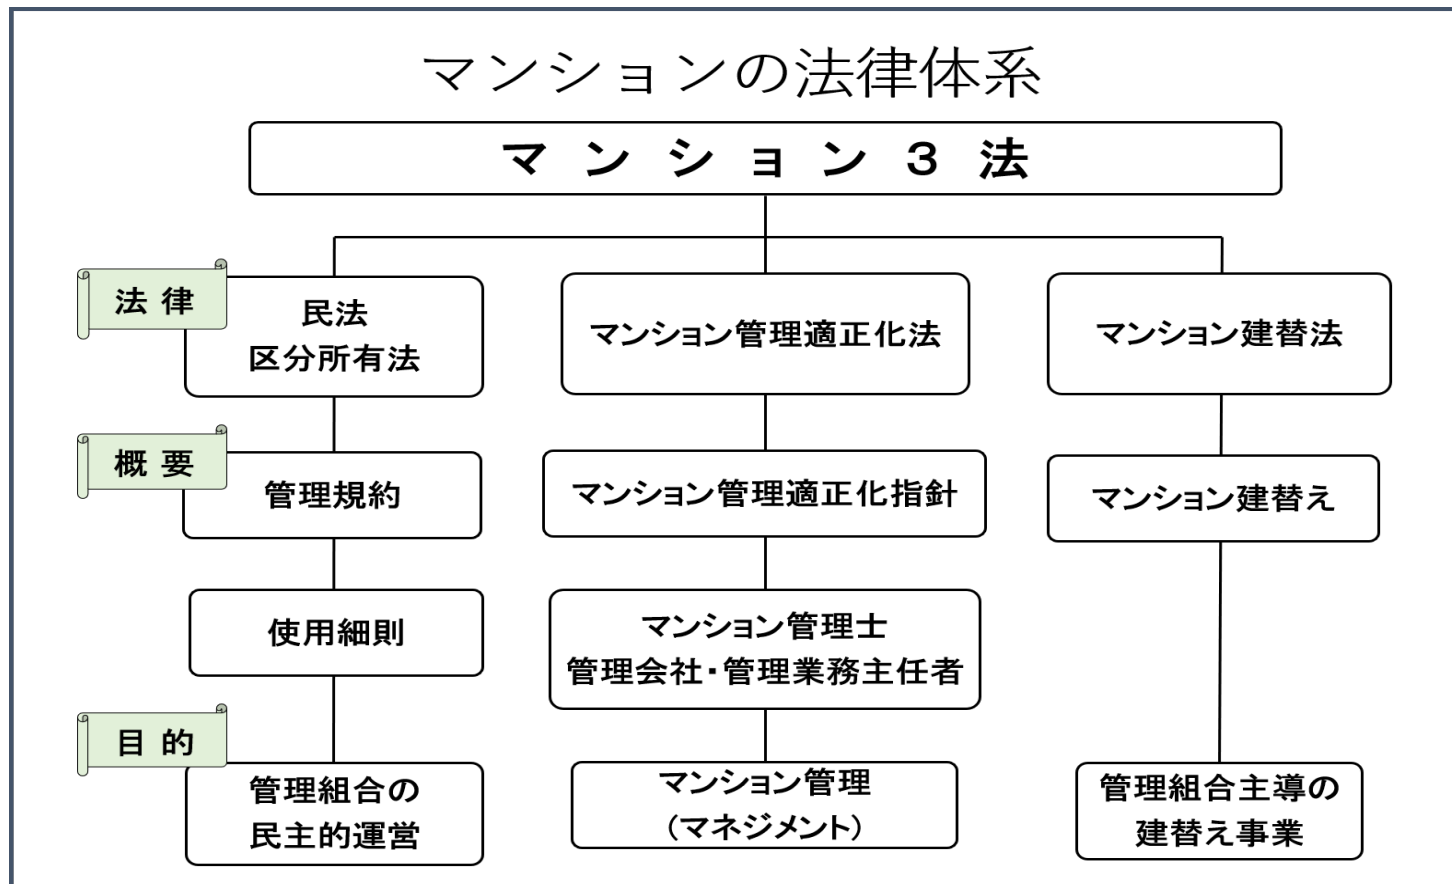 マンションの法律体系
マンション３法
法律
民法
区分所有法
マンション管理適正化法
マンション建替法
概要
管理規約
マンション管理適正化指針
マンション建替え
使用細則
マンション管理士
管理会社・管理業務主任者
目的
管理組合の
民主的運営
マンション管理
（マネジメント）
管理組合主導の
建替え事業